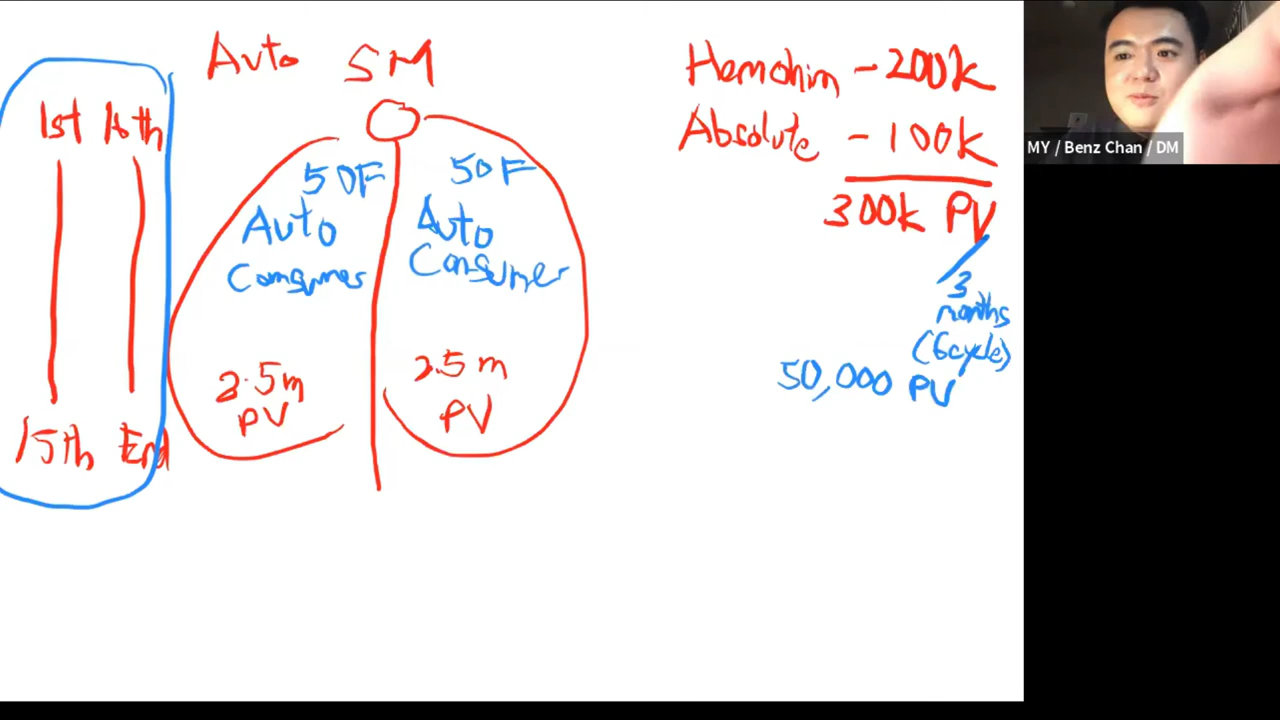 Auto SM
1st 16th
15th End
50F
Auto
Consumer
2.5m
PV
50F
Auto
Consumer
2.5m
PV
Hemohim - 200k
Absolute - 100k
300k PV
/ 3
months
(6cycle)
50,000 PV
MY / Benz Chan / DM